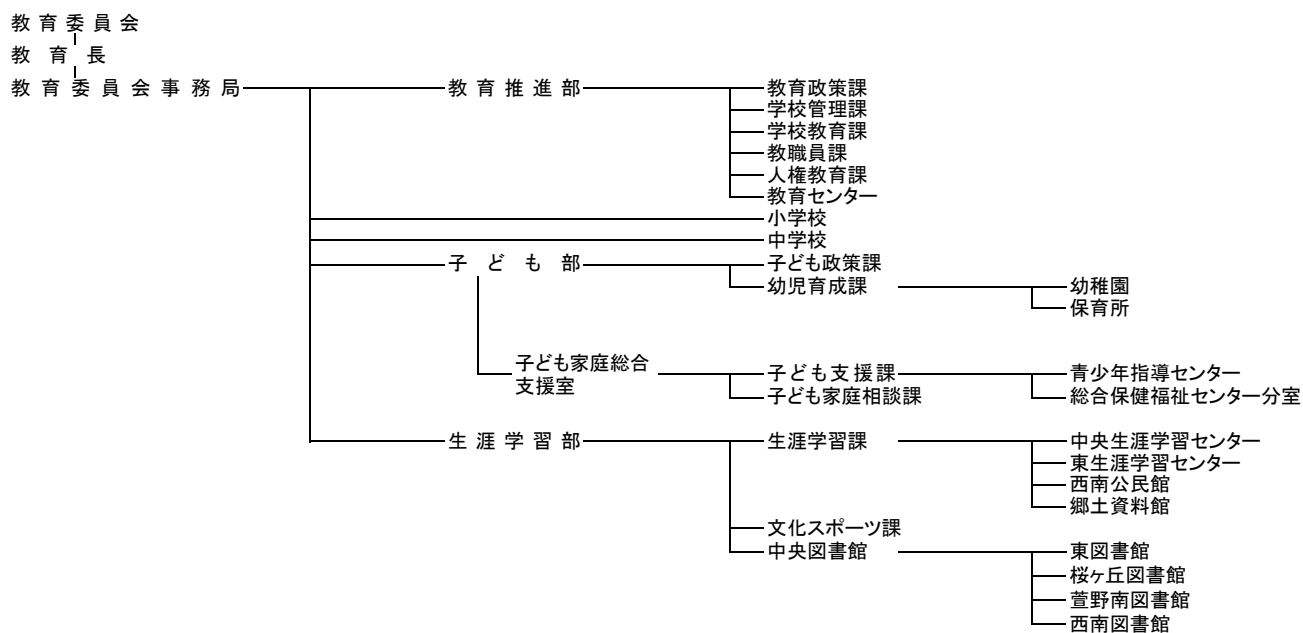 教育委員会
教育長
教育委員会事務局 教育推進部 教育政策課
学校管理課
学校教育課
教職員課
人権教育課
教育センター
小学校
中学校
子ども部 子ども政策課
幼児育成課 幼稚園
保育所
子ども家庭総合
支援室
子ども支援課 青少年指導センター
子ども家庭相談課 総合保健福祉センター分室
生涯学習部 生涯学習課 中央生涯学習センター
東生涯学習センター
西南公民館
郷土資料館
文化スポーツ課
中央図書館 東図書館
桜ヶ丘図書館
萱野南図書館
西南図書館